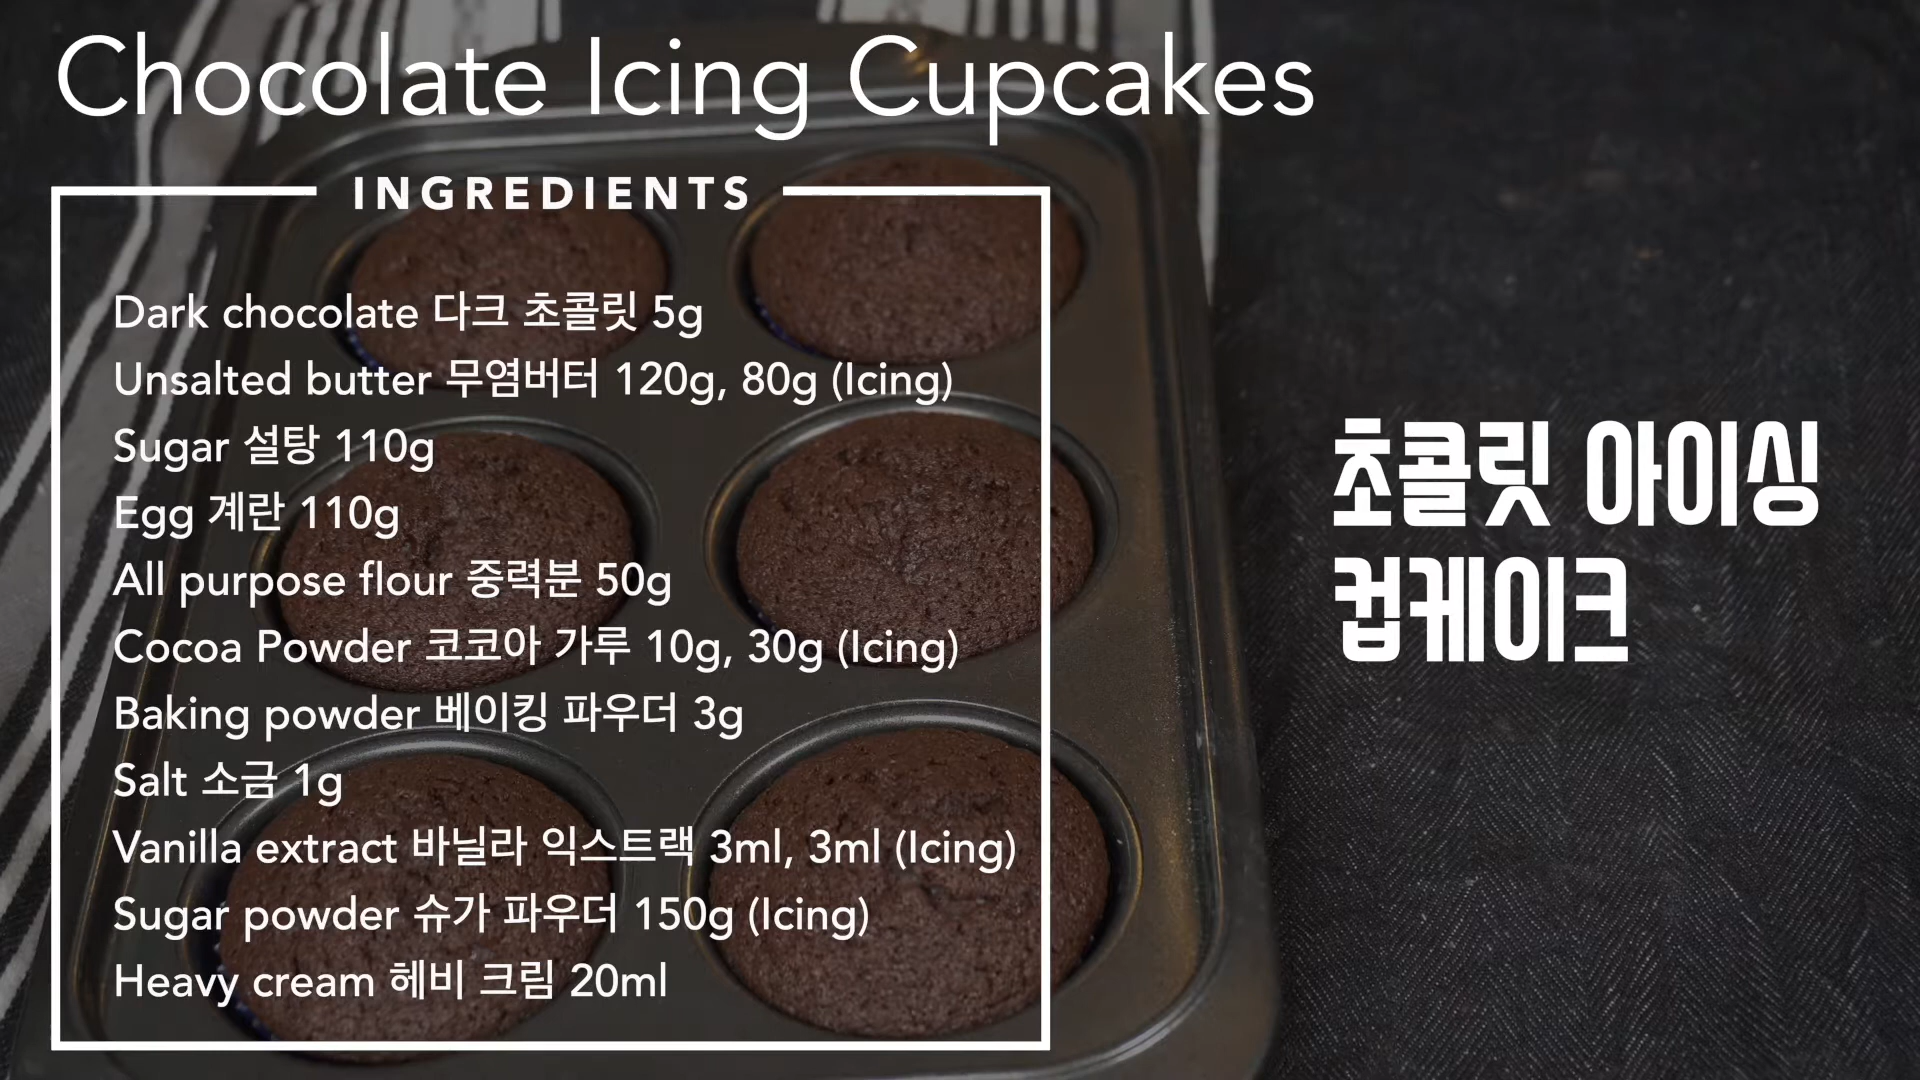 Chocolate Icing Cupcakes
INGREDIENTS
Dark chocolate 다크 초콜릿 5g
Unsalted butter 무염버터 120g, 80g (Icing)
Sugar 설탕 110g
Egg 계란 110g
All purpose flour 중력분 50g
Cocoa Powder 코코아 가루 10g, 30g (Icing)
Baking powder 베이킹 파우더 3g
Salt 소금 1g
Vanilla extract 바닐라 익스트랙 3ml, 3ml (Icing)
Sugar powder 슈가 파우더 150g (Icing)
Heavy cream 헤비 크림 20ml
초콜릿 아이싱
컵케이크